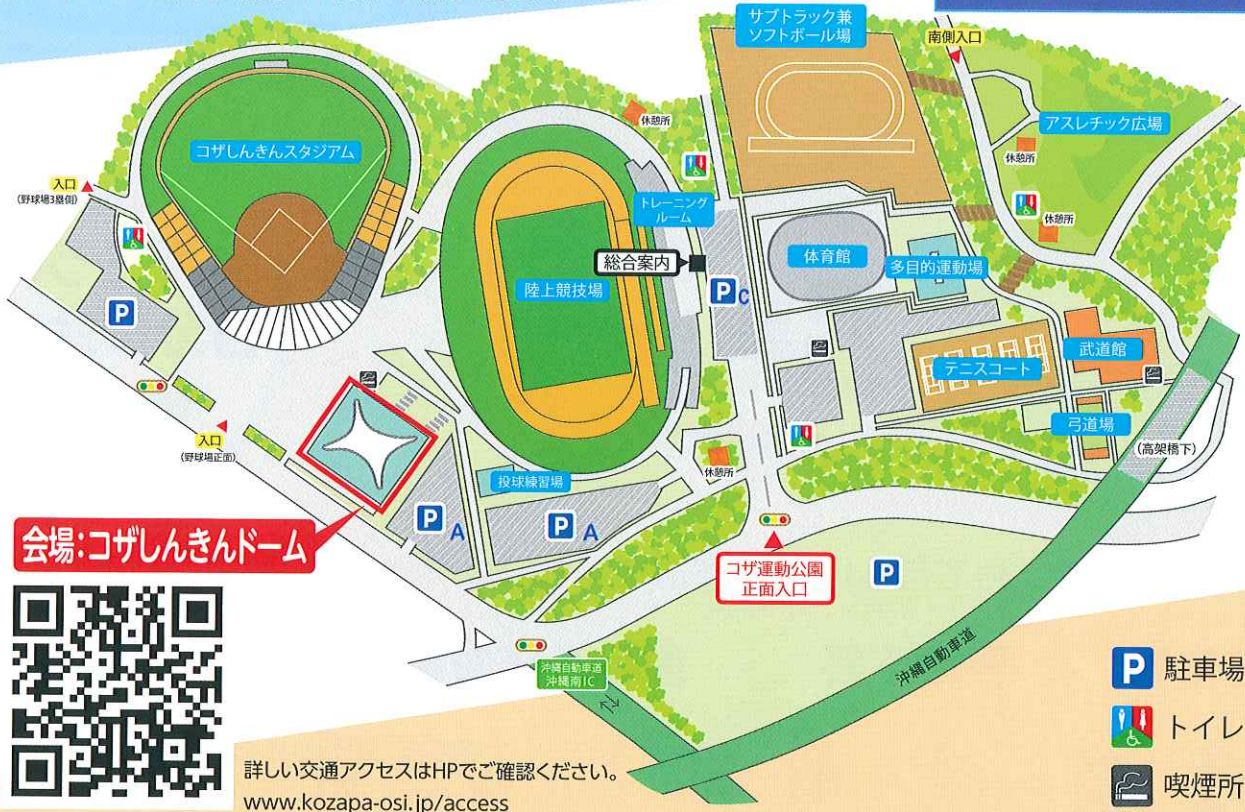 サブトラック兼
ソフトボール場
南側入口
休憩所
アスレチック広場
コザしんきんスタジアム
休憩所
入口
(野球場3塁側)
トレーニング
ルーム
休憩所
総合案内
体育館
多目的運動場
陸上競技場
P
C
P
武道館
テニスコート
弓道場
(高架橋下)
入口
(野球場正面)
休憩所
投球練習場
P
A
P
A
会場:コザしんきんドーム
コザ運動公園
正面入口
P
沖縄自動車道
沖縄南IC
沖縄自動車道
P 駐車場
トイレ
喫煙所
詳しい交通アクセスはHPでご確認ください。
www.kozapa-osi.jp/access